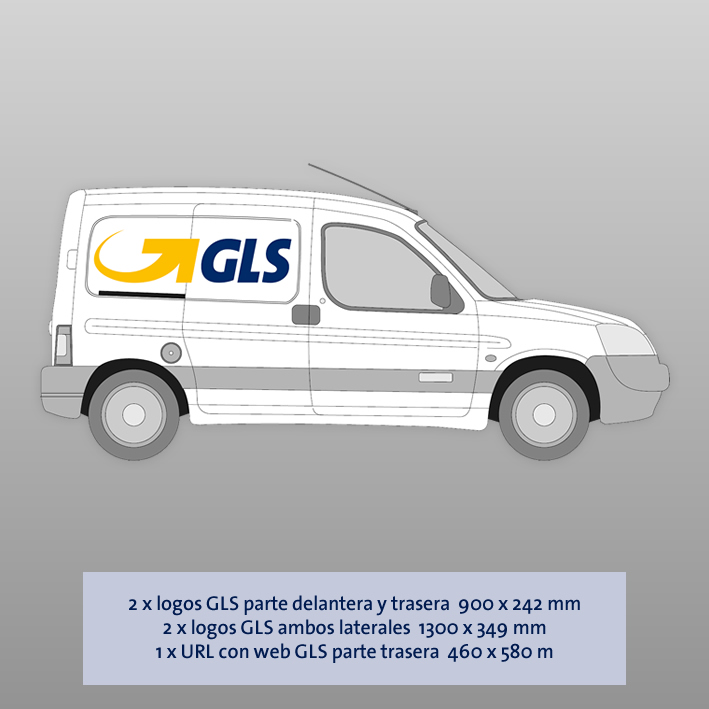 GLS
2 x logos GLS parte delantera y trasera 900 x 242 mm
2 x logos GLS ambos laterales 1300 x 349 mm
1 x URL con web GLS parte trasera 460 x 580 m